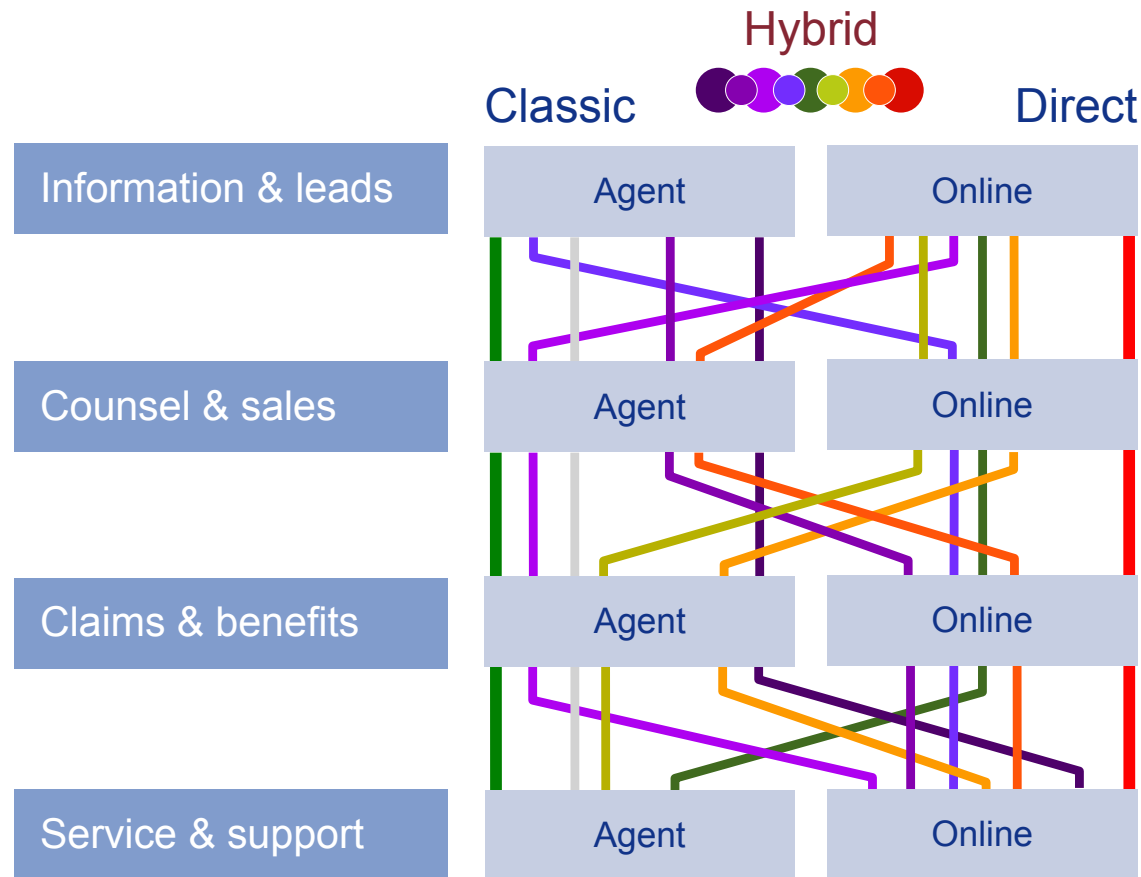 Hybrid
Classic
Direct
Information & leads
Agent
Online
Counsel & sales
Agent
Online
Claims & benefits
Agent
Online
Service & support
Agent
Online